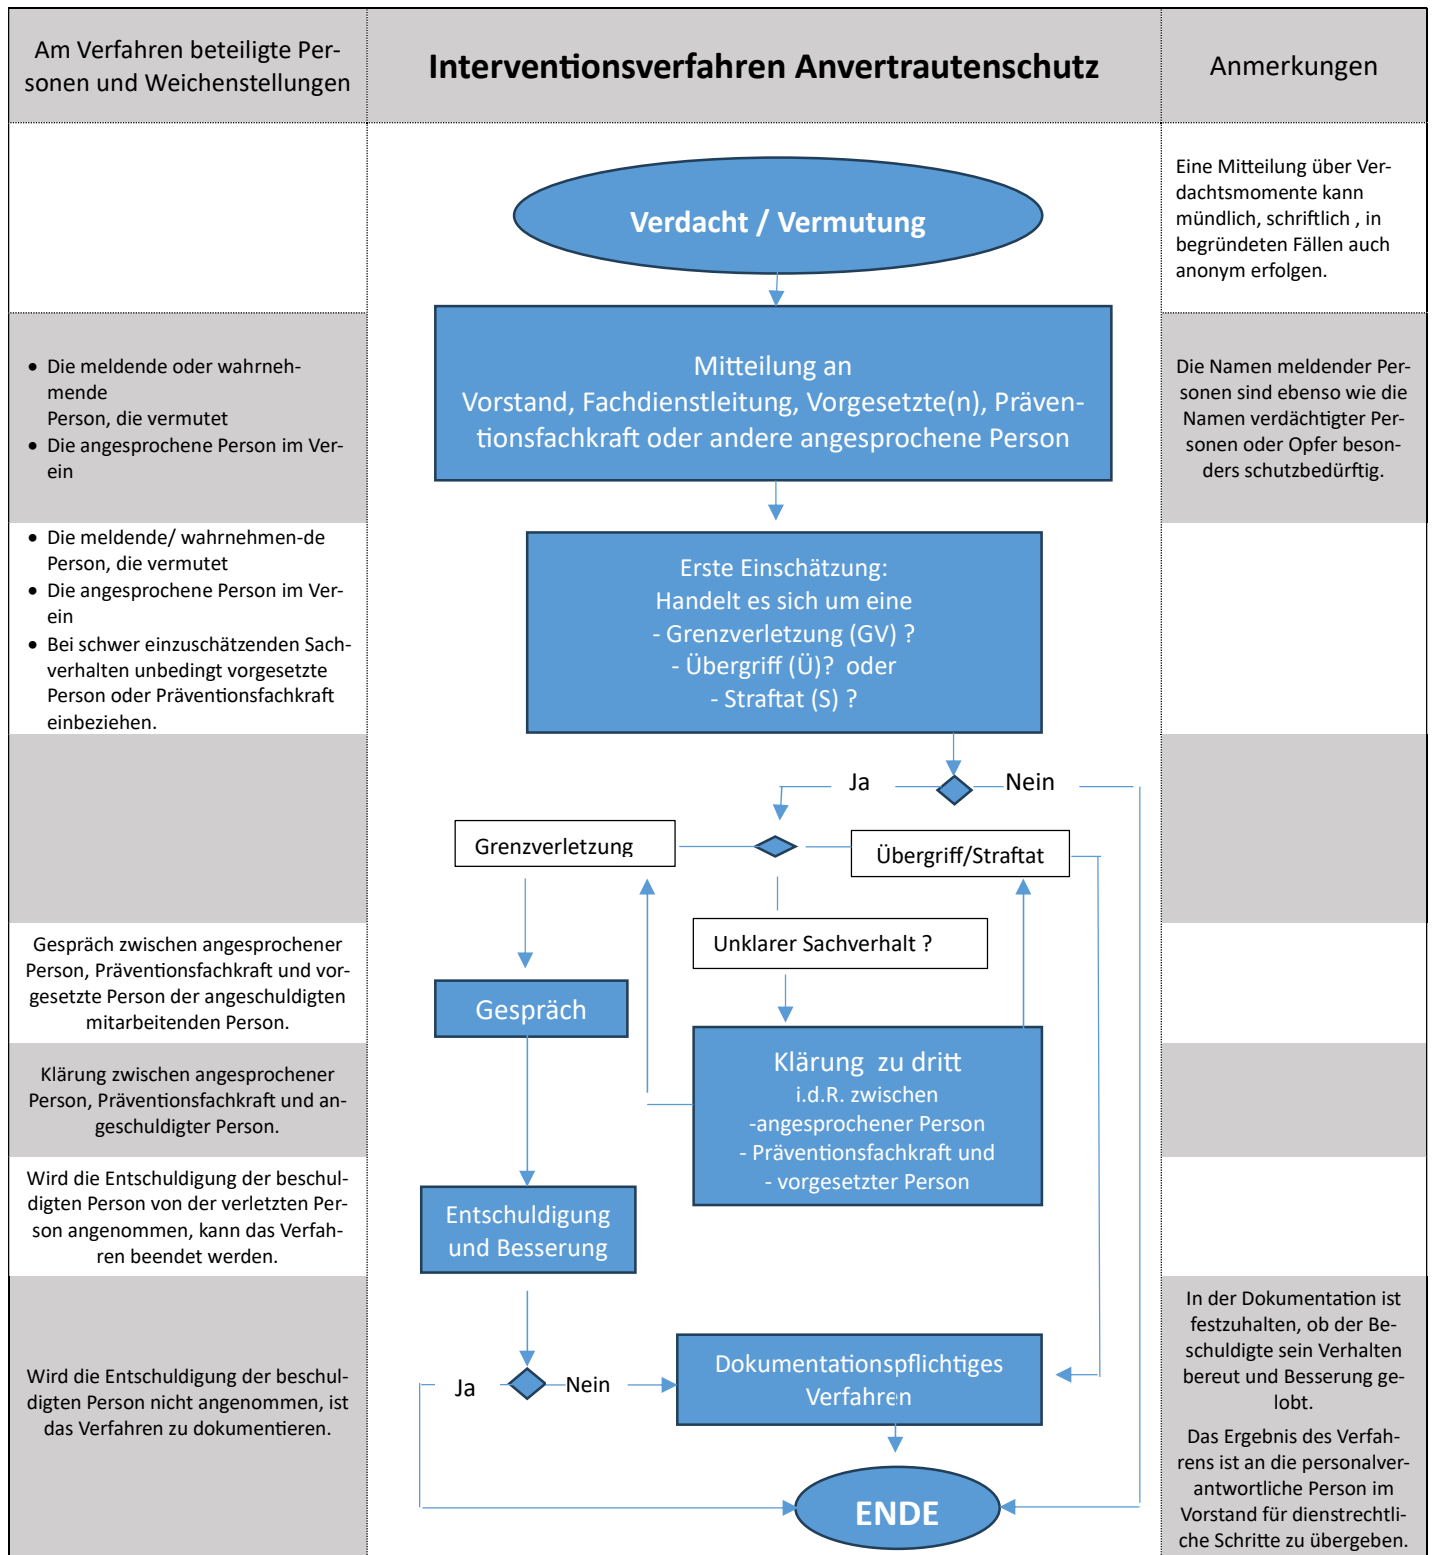 Am Verfahren beteiligte Per-
sonen und Weichenstellungen
Interventionsverfahren Anvertrautenschutz
Anmerkungen
Verdacht / Vermutung
Eine Mitteilung über Ver-
dachtsmomente kann
mündlich, schriftlich , in
begründeten Fällen auch
anonym erfolgen.
• Die meldende oder wahrneh-
mende
Person, die vermutet
• Die angesprochene Person im Ver-
ein
Mitteilung an
Vorstand, Fachdienstleitung, Vorgesetzte(n), Präven-
tionsfachkraft oder andere angesprochene Person
Die Namen meldender Per-
sonen sind ebenso wie die
Namen verdächtigter Per-
sonen oder Opfer beson-
ders schutzbedürftig.
• Die meldende/ wahrnehmen-de
Person, die vermutet
• Die angesprochene Person im Ver-
ein
• Bei schwer einzuschätzenden Sach-
verhalten unbedingt vorgesetzte
Person oder Präventionsfachkraft
einbeziehen.
Erste Einschätzung:
Handelt es sich um eine
- Grenzverletzung (GV) ?
- Übergriff (Ü)? oder
- Straftat (S) ?
Ja
Nein
Grenzverletzung
Übergriff/Straftat
Unklarer Sachverhalt ?
Gespräch zwischen angesprochener
Person, Präventionsfachkraft und vor-
gesetzte Person der angeschuldigten
mitarbeitenden Person.
Gespräch
Klärung zwischen angesprochener
Person, Präventionsfachkraft und an-
geschuldigter Person.
Klärung zu dritt
i.d.R. zwischen
-angesprochener Person
- Präventionsfachkraft und
- vorgesetzter Person
Wird die Entschuldigung der beschul-
digten Person von der verletzten Per-
son angenommen, kann das Verfah-
ren beendet werden.
Entschuldigung
und Besserung
Wird die Entschuldigung der beschul-
digten Person nicht angenommen, ist
das Verfahren zu dokumentieren.
Ja
Nein
Dokumentationspflichtiges
Verfahren
In der Dokumentation ist
festzuhalten, ob der Be-
schuldigte sein Verhalten
bereut und Besserung ge-
lobt.
Das Ergebnis des Verfah-
rens ist an die personalver-
antwortliche Person im
Vorstand für dienstrechtli-
che Schritte zu übergeben.
ENDE